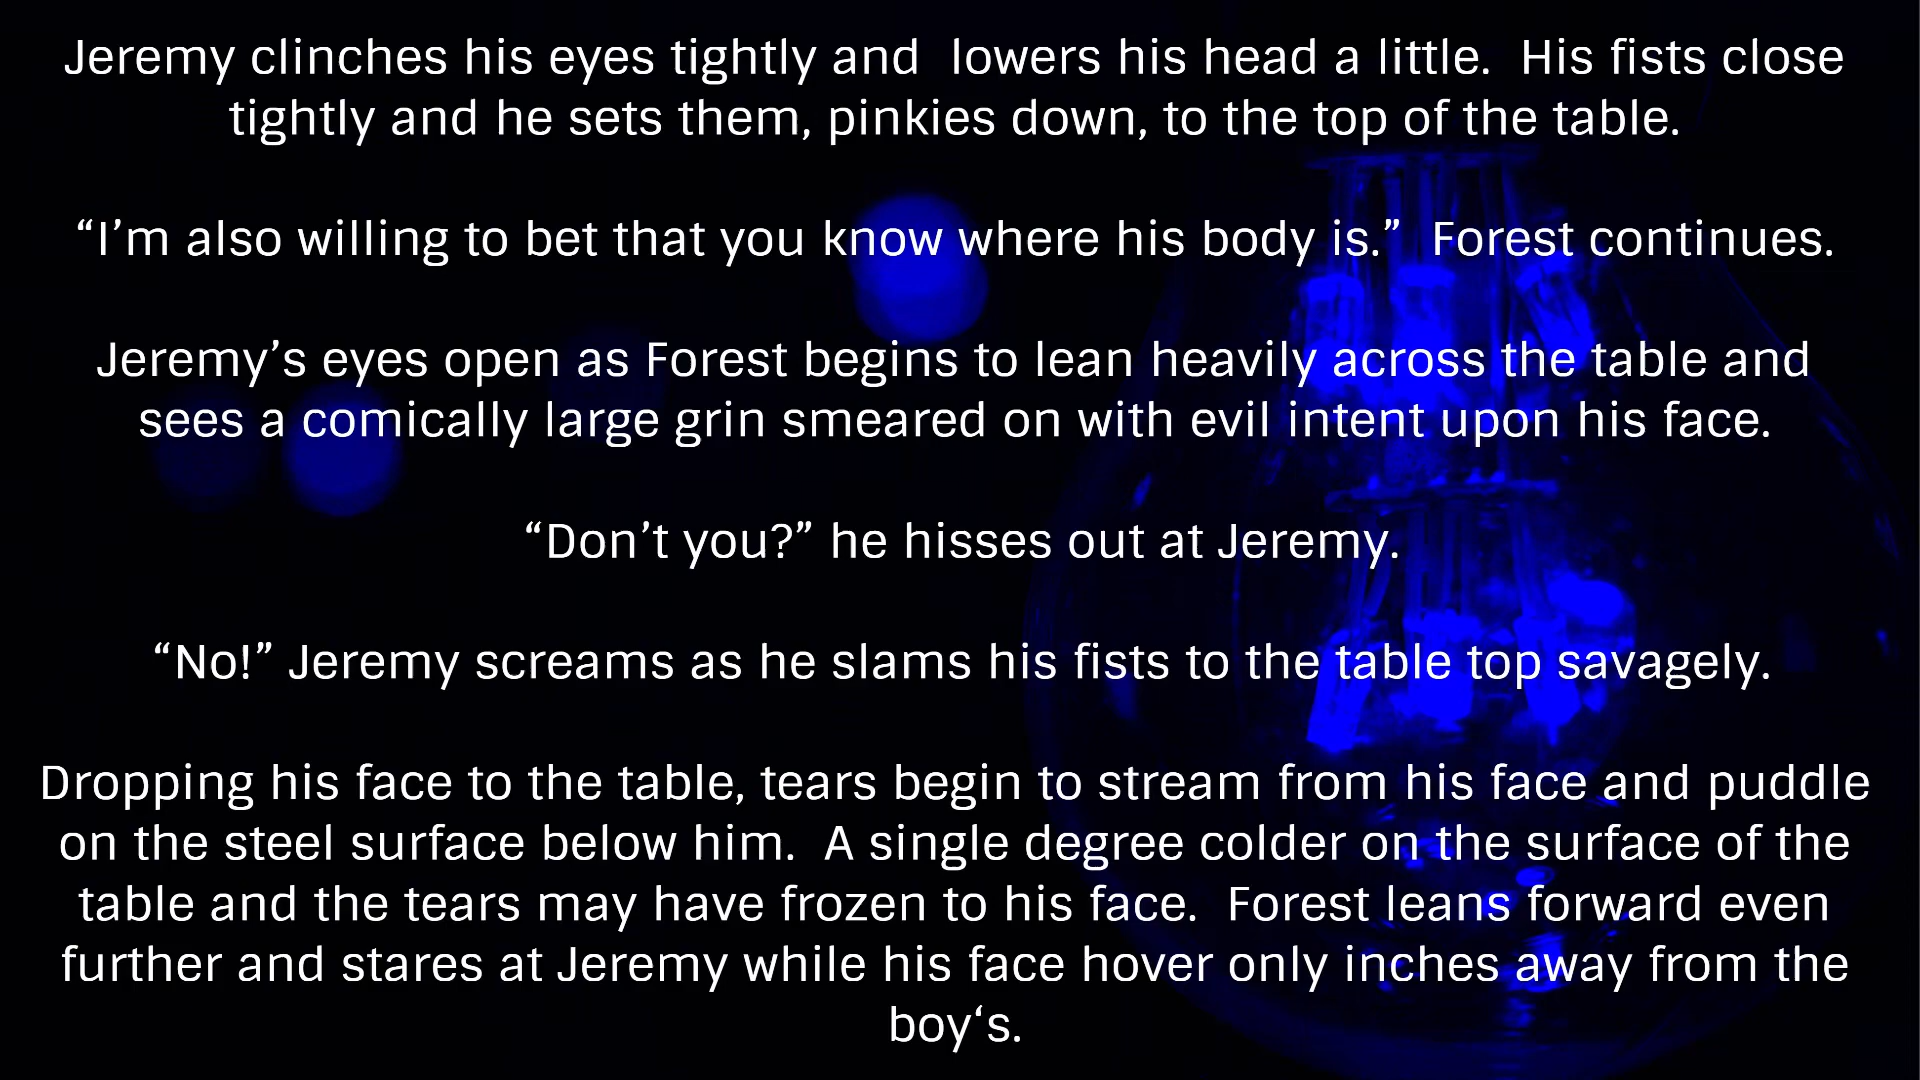 Jeremy clinches his eyes tightly and  lowers his head a little.  His fists close
tightly and he sets them, pinkies down, to the top of the table.
“I’m also willing to bet that you know where his body is.”  Forest continues.
Jeremy’s eyes open as Forest begins to lean heavily across the table and
sees a comically large grin smeared on with evil intent upon his face.
“Don’t you?” he hisses out at Jeremy.
“No!” Jeremy screams as he slams his fists to the table top savagely.
Dropping his face to the table, tears begin to stream from his face and puddle
on the steel surface below him.  A single degree colder on the surface of the
table and the tears may have frozen to his face.  Forest leans forward even
further and stares at Jeremy while his face hover only inches away from the
boy‘s.